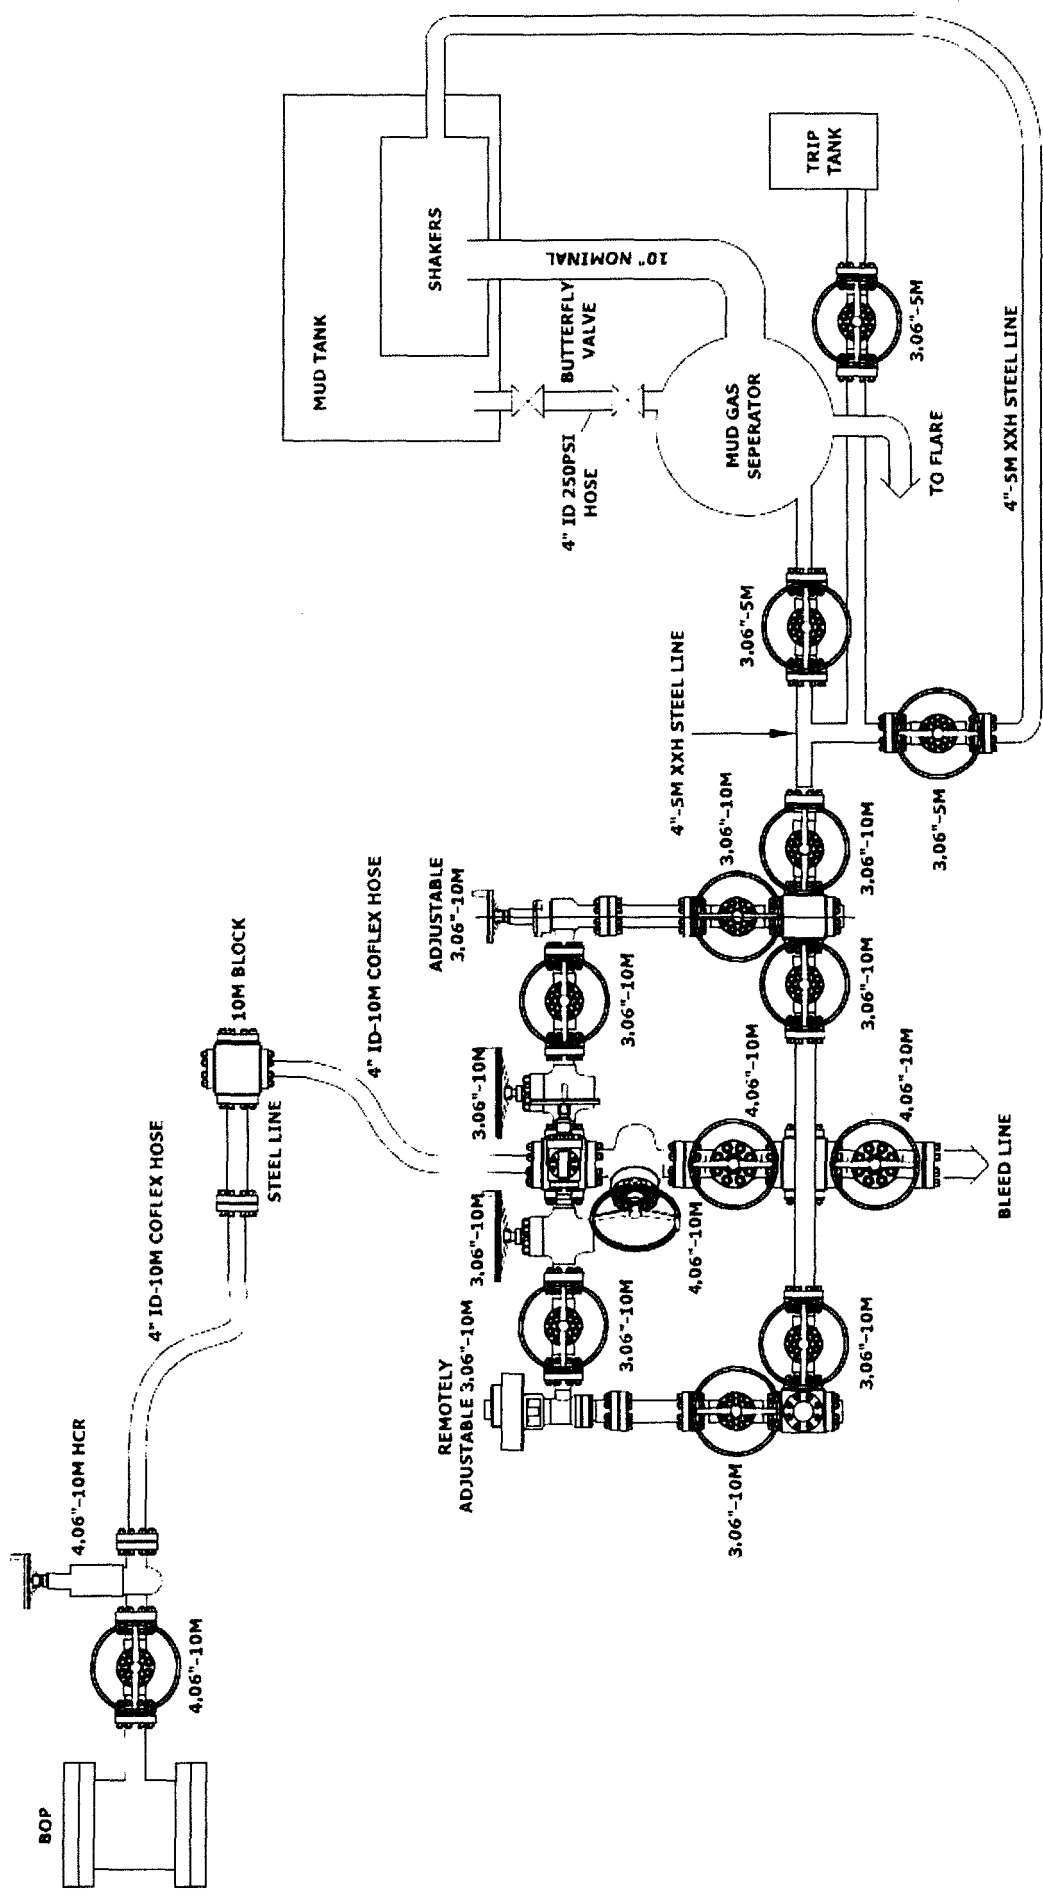 BOP
4.06"-10M
4.06"-10M HCR
4" ID-10M COFLEX HOSE
STEEL LINE
10M BLOCK
4" ID-10M COFLEX HOSE
REMOTELY
ADJUSTABLE 3.06"-10M
3.06"-10M
3.06"-10M
ADJUSTABLE
3.06"-10M
3.06"-10M
3.06"-10M
4.06"-10M
3.06"-10M
3.06"-10M
4.06"-10M
4.06"-10M
BLEED LINE
3.06"-10M
3.06"-10M
3.06"-10M
4"-5M XXH STEEL LINE
3.06"-5M
3.06"-5M
MUD TANK
SHAKERS
4" ID 250PSI
HOSE
BUTTERFLY
VALVE
10" NOMINAL
MUD GAS
SEPERATOR
TO FLARE
3.06"-5M
TRIP
TANK
4"-5M XXH STEEL LINE